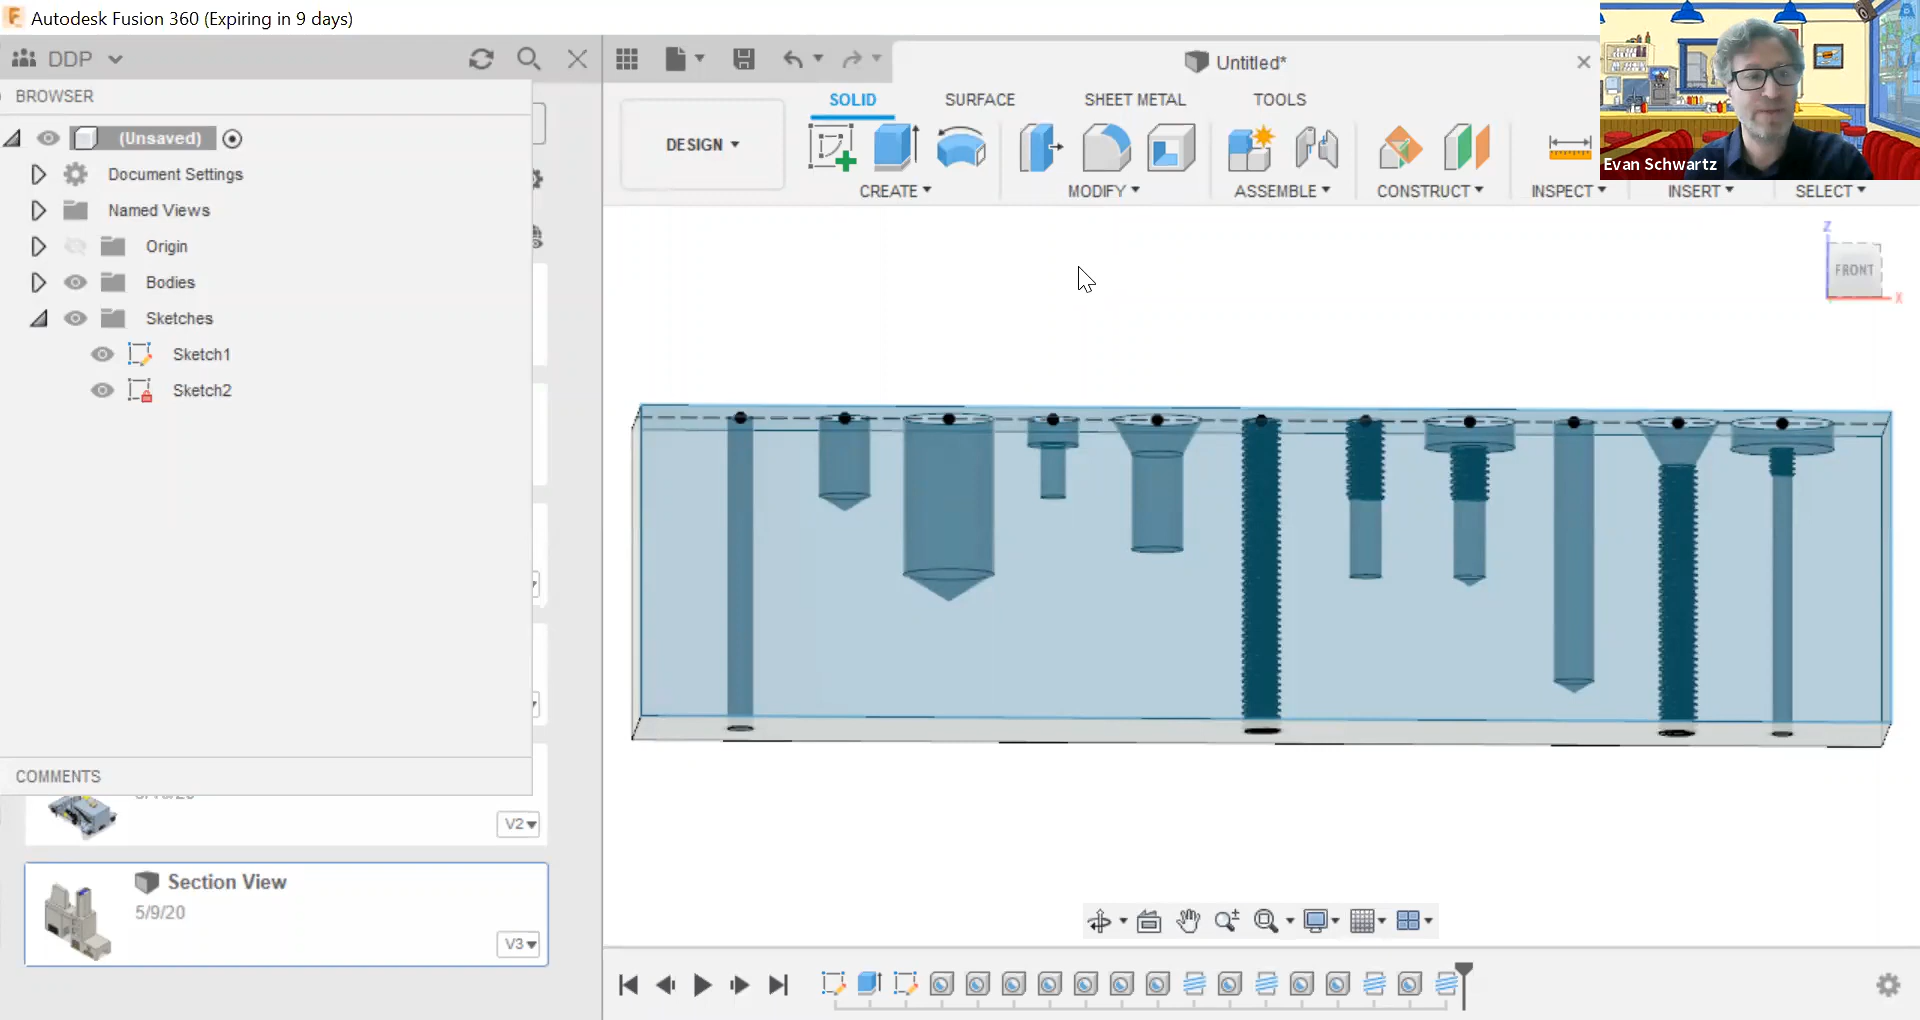 Autodesk Fusion 360 (Expiring in 9 days)
DDP
Untitled*
BROWSER
SOLID SURFACE SHEET METAL TOOLS
(Unsaved)
DESIGN
Evan Schwartz
Document Settings
CREATE MODIFY ASSEMBLE CONSTRUCT INSPECT INSERT SELECT
Named Views
Origin
Z
FRONT
X
Bodies
Sketches
Sketch1
Sketch2
COMMENTS
V2
Section View
5/9/20
V3